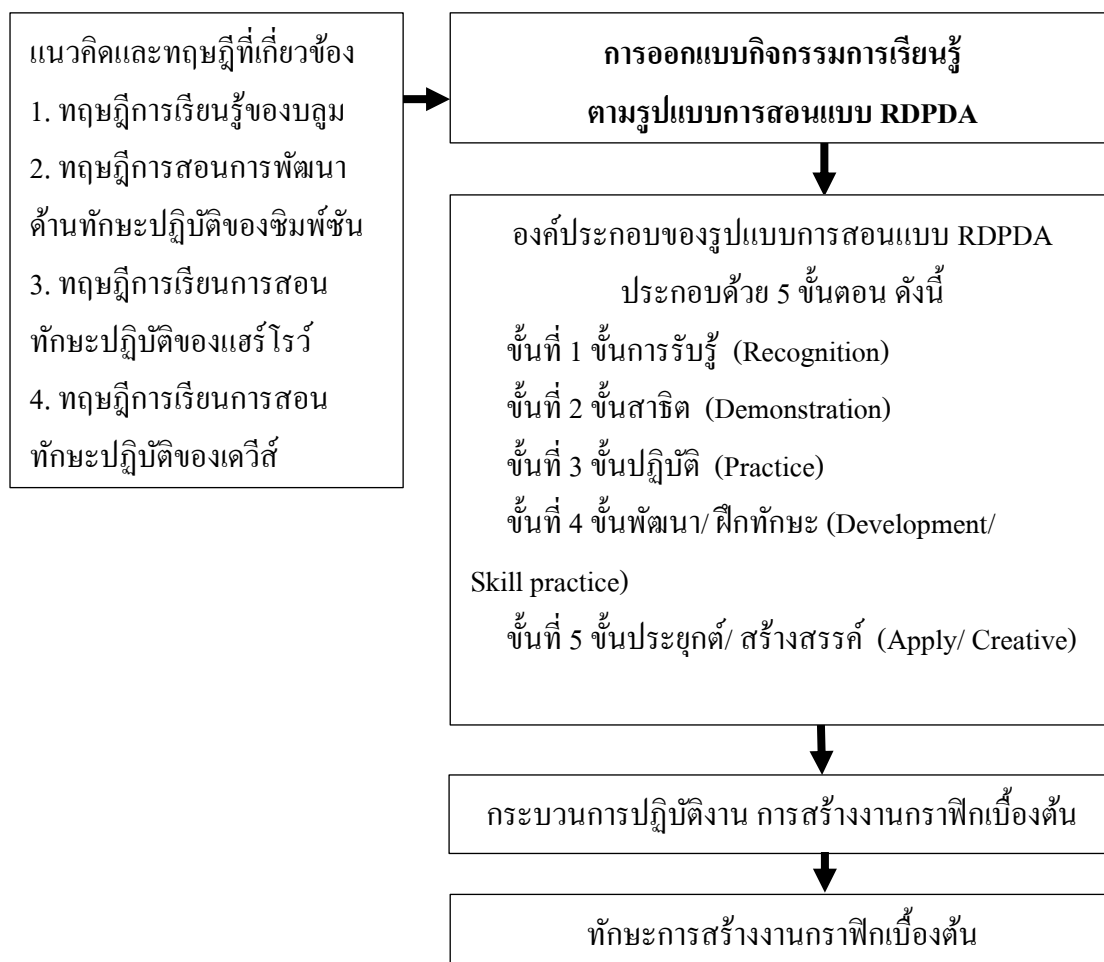 แนวคิดและทฤษฎีที่เกี่ยวข้อง
1. ทฤษฎีการเรียนรู้ของบลูม
2. ทฤษฎีการสอนการพัฒนา
ด้านทักษะปฏิบัติของซิมพ์ซัน
3. ทฤษฎีการเรียนการสอน
ทักษะปฏิบัติของแฮร์โรว์
4. ทฤษฎีการเรียนการสอน
ทักษะปฏิบัติของเดวีส์
การออกแบบกิจกรรมการเรียนรู้
ตามรูปแบบการสอนแบบ RDPDA
องค์ประกอบของรูปแบบการสอนแบบ RDPDA
ประกอบด้วย 5 ขั้นตอน ดังนี้
ขั้นที่ 1 ขั้นการรับรู้ (Recognition)
ขั้นที่ 2 ขั้นสาธิต (Demonstration)
ขั้นที่ 3 ขั้นปฏิบัติ (Practice)
ขั้นที่ 4 ขั้นพัฒนา/ ฝึกทักษะ (Development/
Skill practice)
ขั้นที่ 5 ขั้นประยุกต์/ สร้างสรรค์ (Apply/ Creative)
กระบวนการปฏิบัติงาน การสร้างงานกราฟิกเบื้องต้น
ทักษะการสร้างงานกราฟิกเบื้องต้น